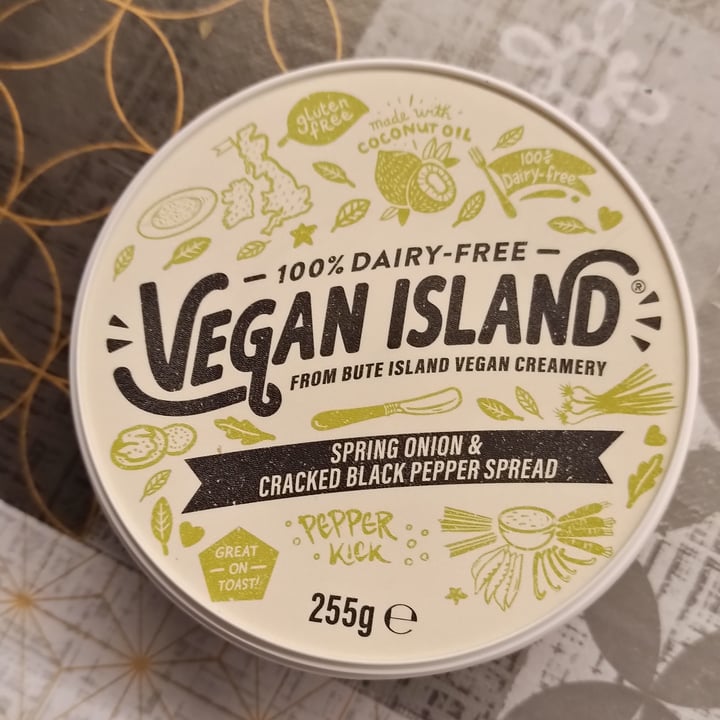 gluten
free
made with
COCONUT OIL
100%
Dairy-free
— 100% DAIRY-FREE —
VEGAN ISLAND®
FROM BUTE ISLAND VEGAN CREAMERY
SPRING ONION &
CRACKED BLACK PEPPER SPREAD
PEPPER
KICK
GREAT
— ON —
TOAST!
255g ℮